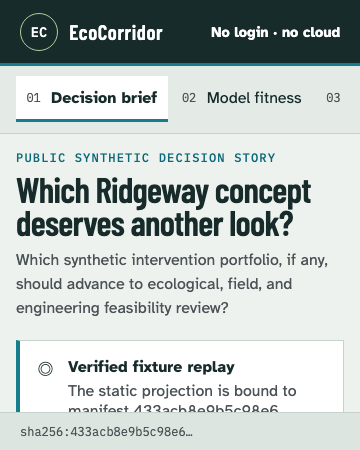 EC EcoCorridor No login · no cloud
01 Decision brief 02 Model fitness 03
PUBLIC SYNTHETIC DECISION STORY
Which Ridgeway concept
deserves another look?
Which synthetic intervention portfolio, if any,
should advance to ecological, field, and
engineering feasibility review?
Verified fixture replay
The static projection is bound to
manifest 433acb8e9b5c98e6
sha256:433acb8e9b5c98e6…